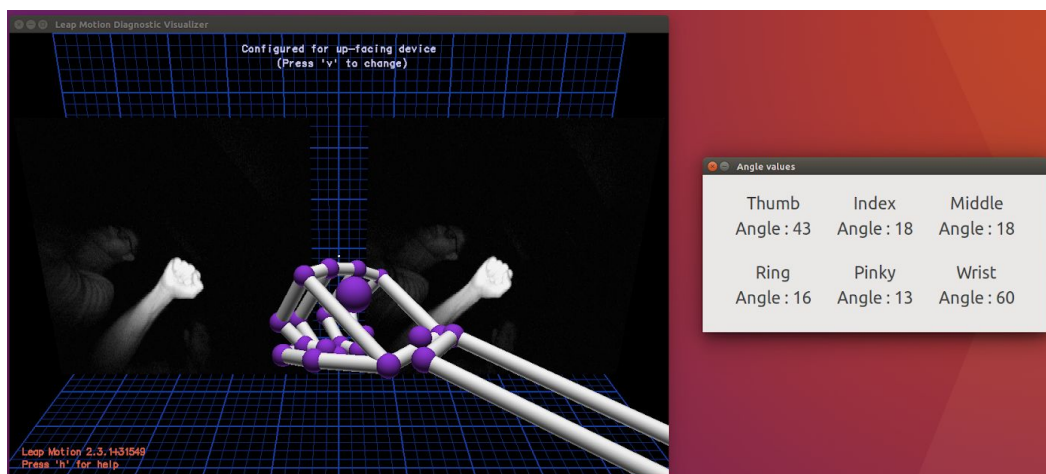 Leap Motion Diagnostic Visualizer
Configured for up-facing device
(Press 'v' to change)
Leap Motion 2.3.1+31549
Press 'h' for help
Angle values
Thumb Index Middle
Angle : 43 Angle : 18 Angle : 18
Ring Pinky Wrist
Angle : 16 Angle : 13 Angle : 60